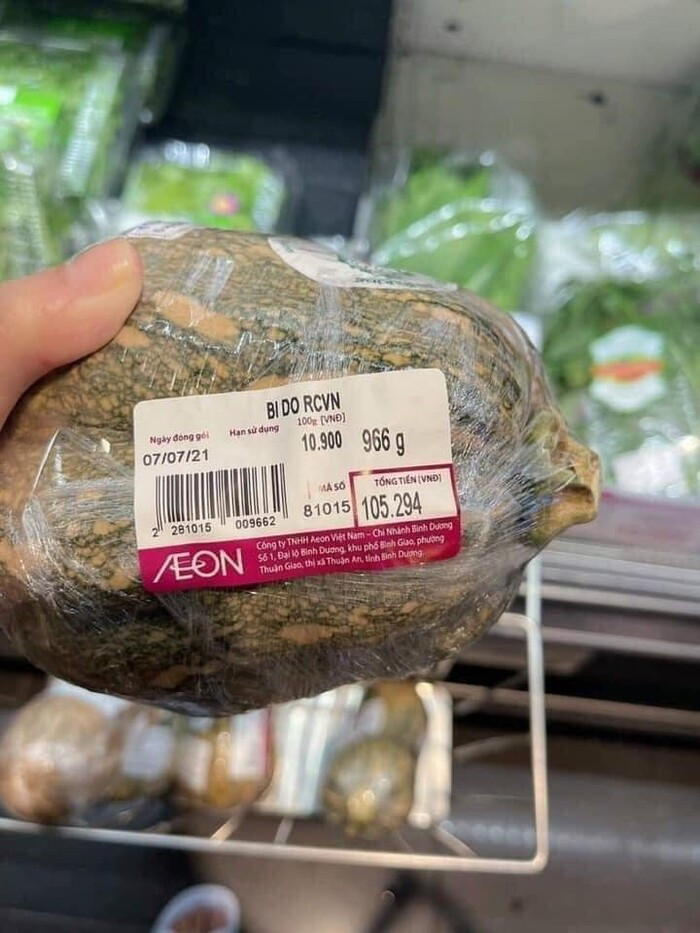 BI DO RCVN
Ngày đóng gói Hạn sử dụng 100g [VNĐ]
07/07/21 10.900 966 g
MÃ SỐ TỔNG TIỀN [VNĐ]
81015 105.294
2 281015 009662
ÆON
Công ty TNHH Aeon Việt Nam – Chi Nhánh Bình Dương
Số 1, Đại lộ Bình Dương, khu phố Bình Giao, phường
Thuận Giao, thị xã Thuận An, tỉnh Bình Dương.